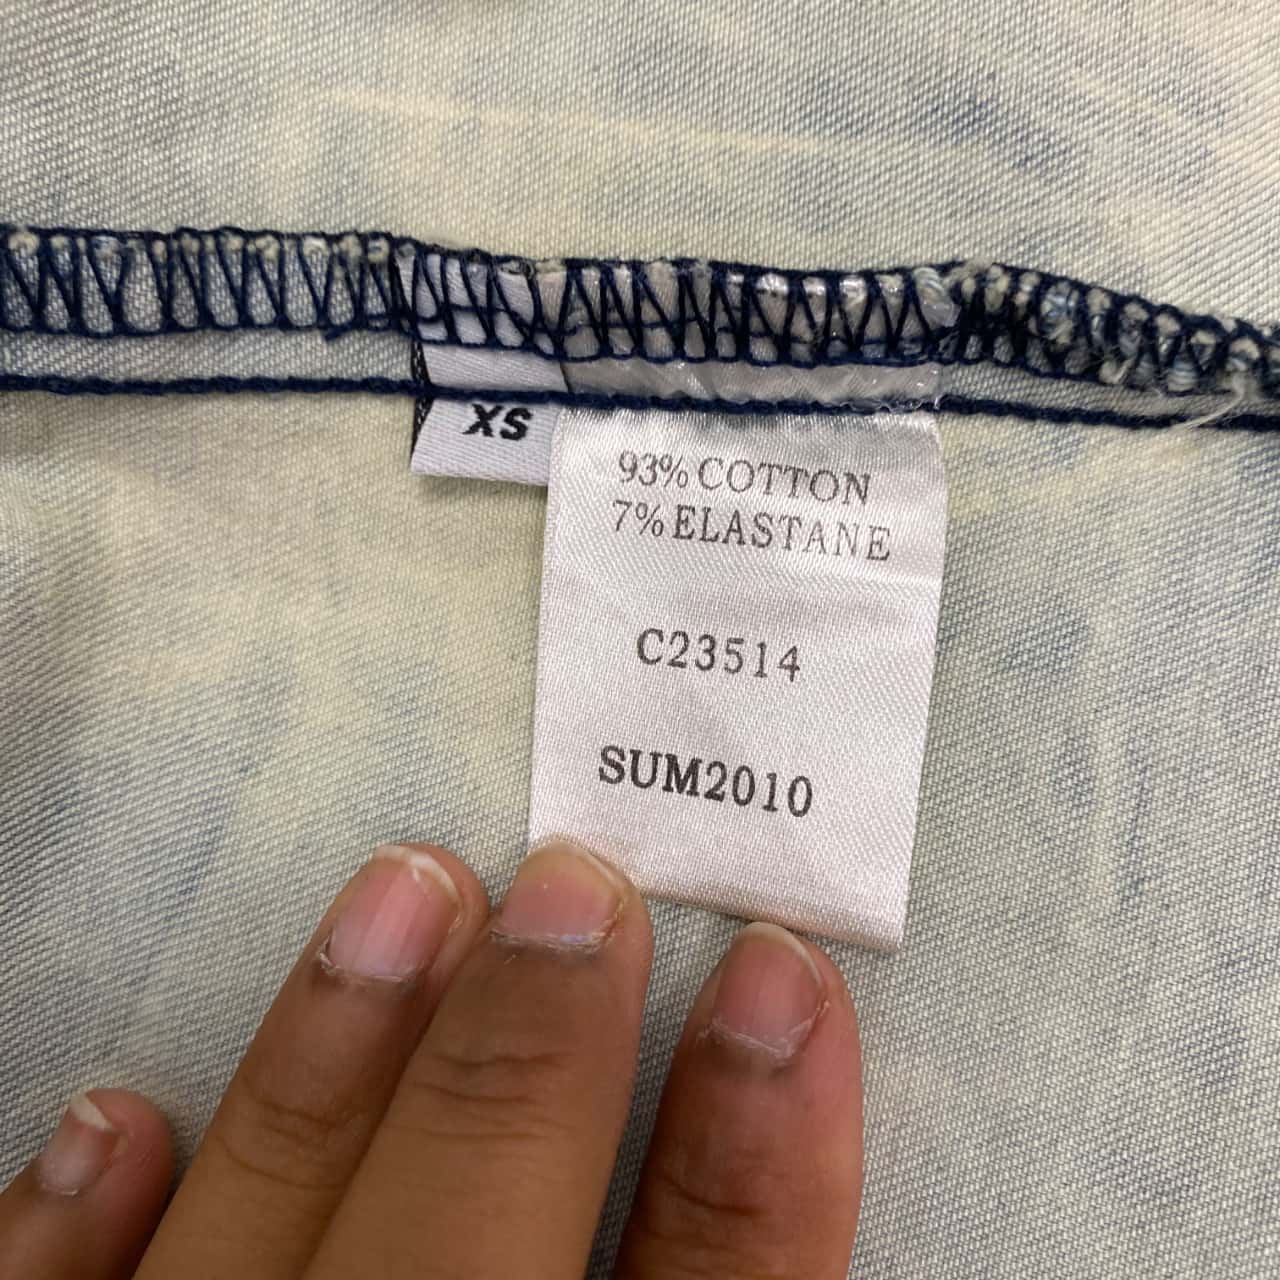 XS
93% COTTON
7% ELASTANE
C23514
SUM2010